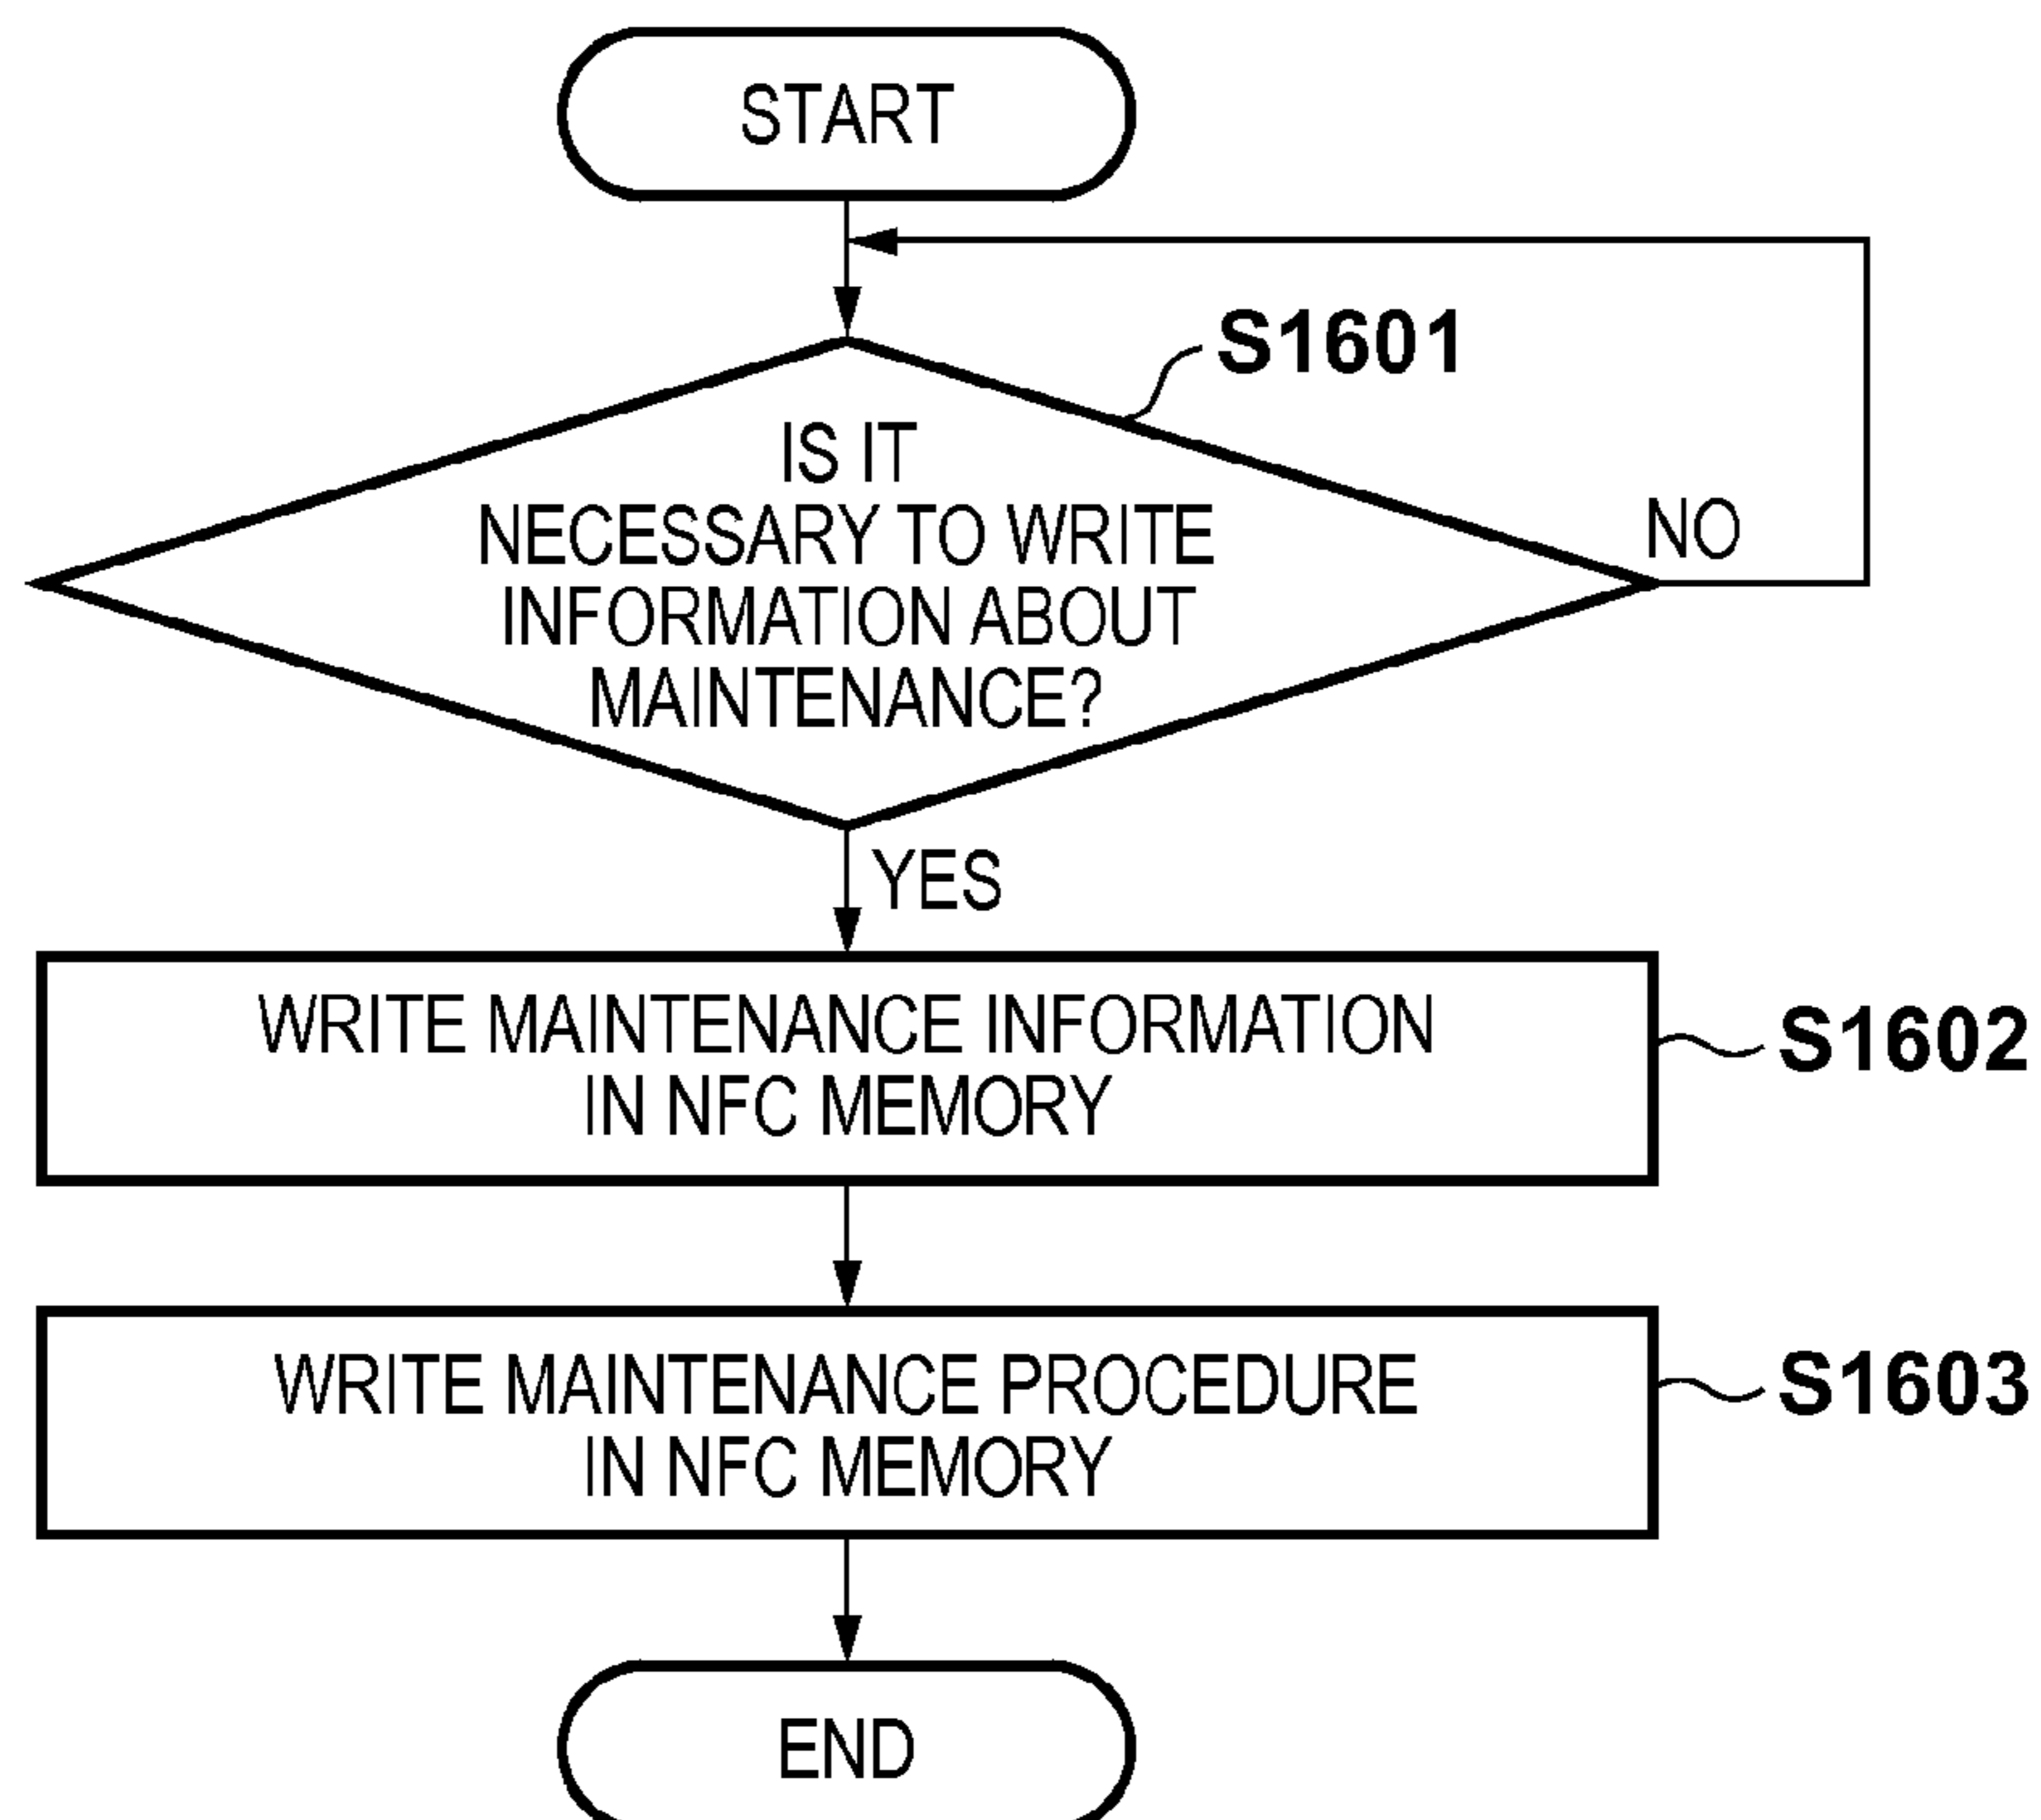 START
S1601
IS IT
NECESSARY TO WRITE
INFORMATION ABOUT
MAINTENANCE?
NO
YES
WRITE MAINTENANCE INFORMATION
IN NFC MEMORY
S1602
WRITE MAINTENANCE PROCEDURE
IN NFC MEMORY
S1603
END